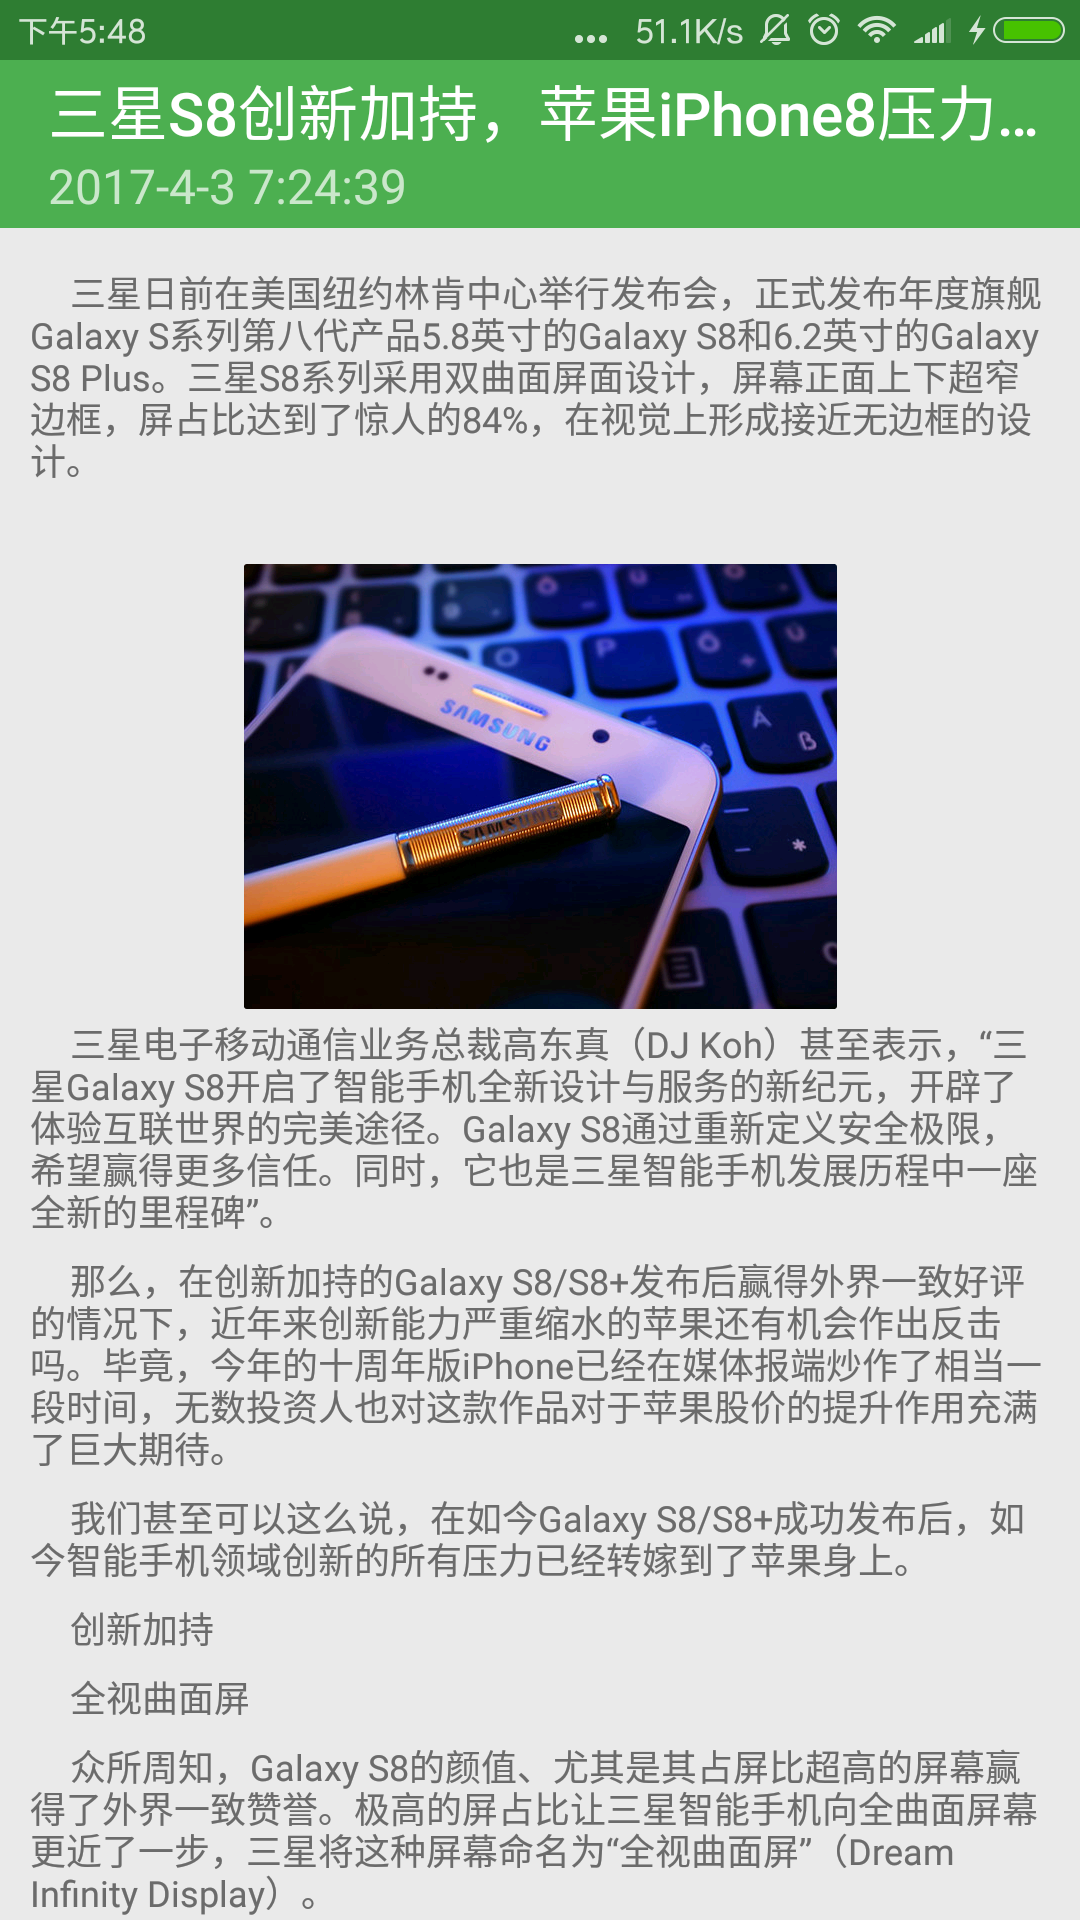 下午5:48
... 51.1K/s
三星S8创新加持，苹果iPhone8压力...
2017-4-3 7:24:39
三星日前在美国纽约林肯中心举行发布会，正式发布年度旗舰
Galaxy S系列第八代产品5.8英寸的Galaxy S8和6.2英寸的Galaxy
S8 Plus。三星S8系列采用双曲面屏面设计，屏幕正面上下超窄
边框，屏占比达到了惊人的84%，在视觉上形成接近无边框的设
计。
SAMSUNG
SAMSUNG
三星电子移动通信业务总裁高东真（DJ Koh）甚至表示，“三
星Galaxy S8开启了智能手机全新设计与服务的新纪元，开辟了
体验互联世界的完美途径。Galaxy S8通过重新定义安全极限，
希望赢得更多信任。同时，它也是三星智能手机发展历程中一座
全新的里程碑”。
那么，在创新加持的Galaxy S8/S8+发布后赢得外界一致好评
的情况下，近年来创新能力严重缩水的苹果还有机会作出反击
吗。毕竟，今年的十周年版iPhone已经在媒体报端炒作了相当一
段时间，无数投资人也对这款作品对于苹果股价的提升作用充满
了巨大期待。
我们甚至可以这么说，在如今Galaxy S8/S8+成功发布后，如
今智能手机领域创新的所有压力已经转嫁到了苹果身上。
创新加持
全视曲面屏
众所周知，Galaxy S8的颜值、尤其是其占屏比超高的屏幕赢
得了外界一致赞誉。极高的屏占比让三星智能手机向全曲面屏幕
更近了一步，三星将这种屏幕命名为“全视曲面屏”（Dream
Infinity Display）。